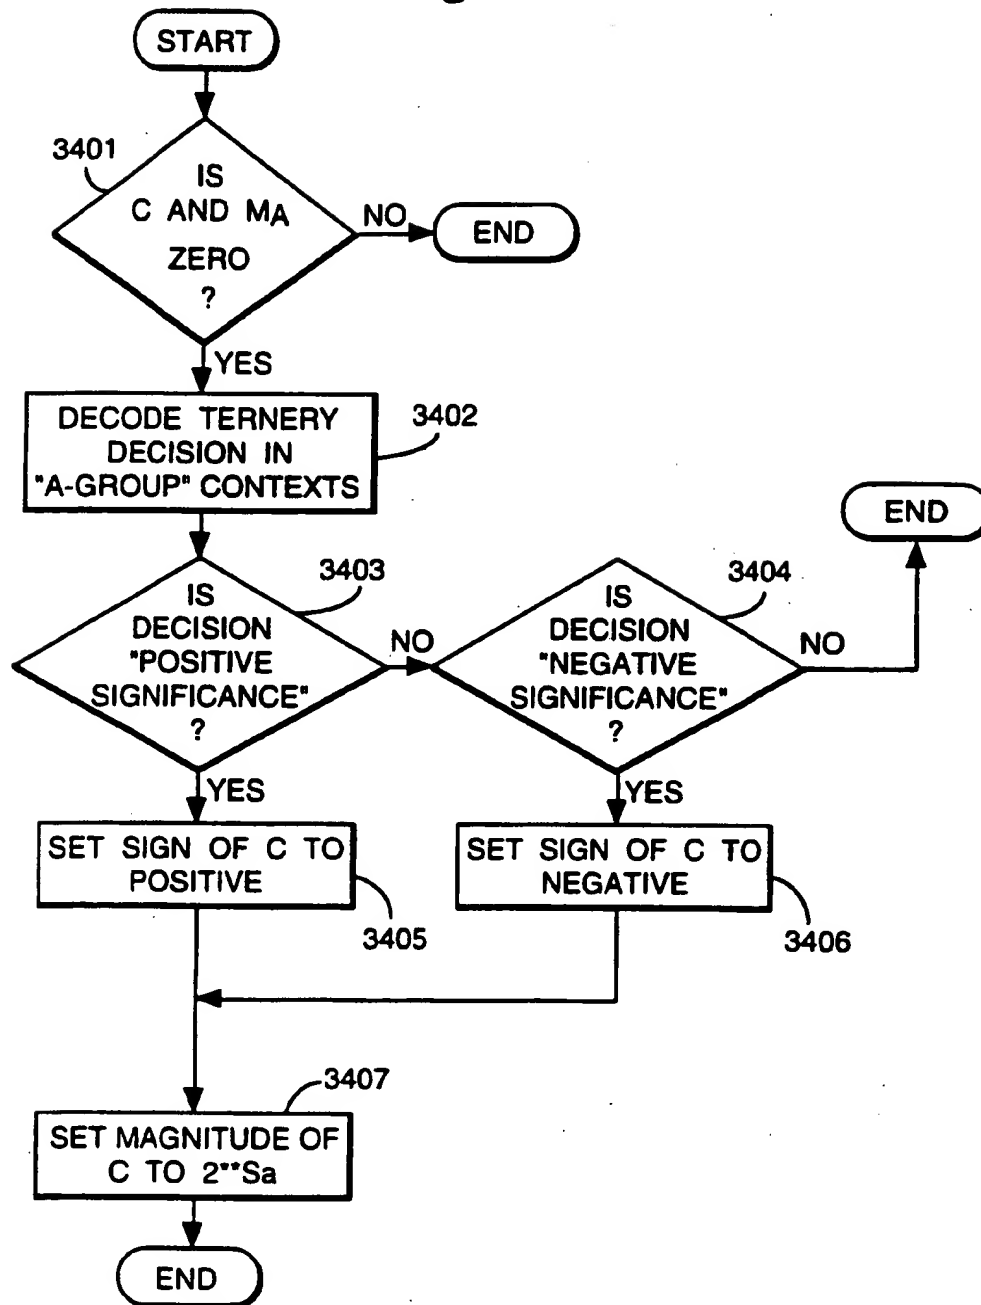 START
3401
IS
C AND MA
ZERO
?
NO
END
YES
DECODE TERNERY
DECISION IN
"A-GROUP" CONTEXTS
3402
END
3403
IS
DECISION
"POSITIVE
SIGNIFICANCE"
?
NO
3404
IS
DECISION
"NEGATIVE
SIGNIFICANCE"
?
NO
YES
YES
SET SIGN OF C TO
POSITIVE
3405
SET SIGN OF C TO
NEGATIVE
3406
3407
SET MAGNITUDE OF
C TO 2**Sa
END